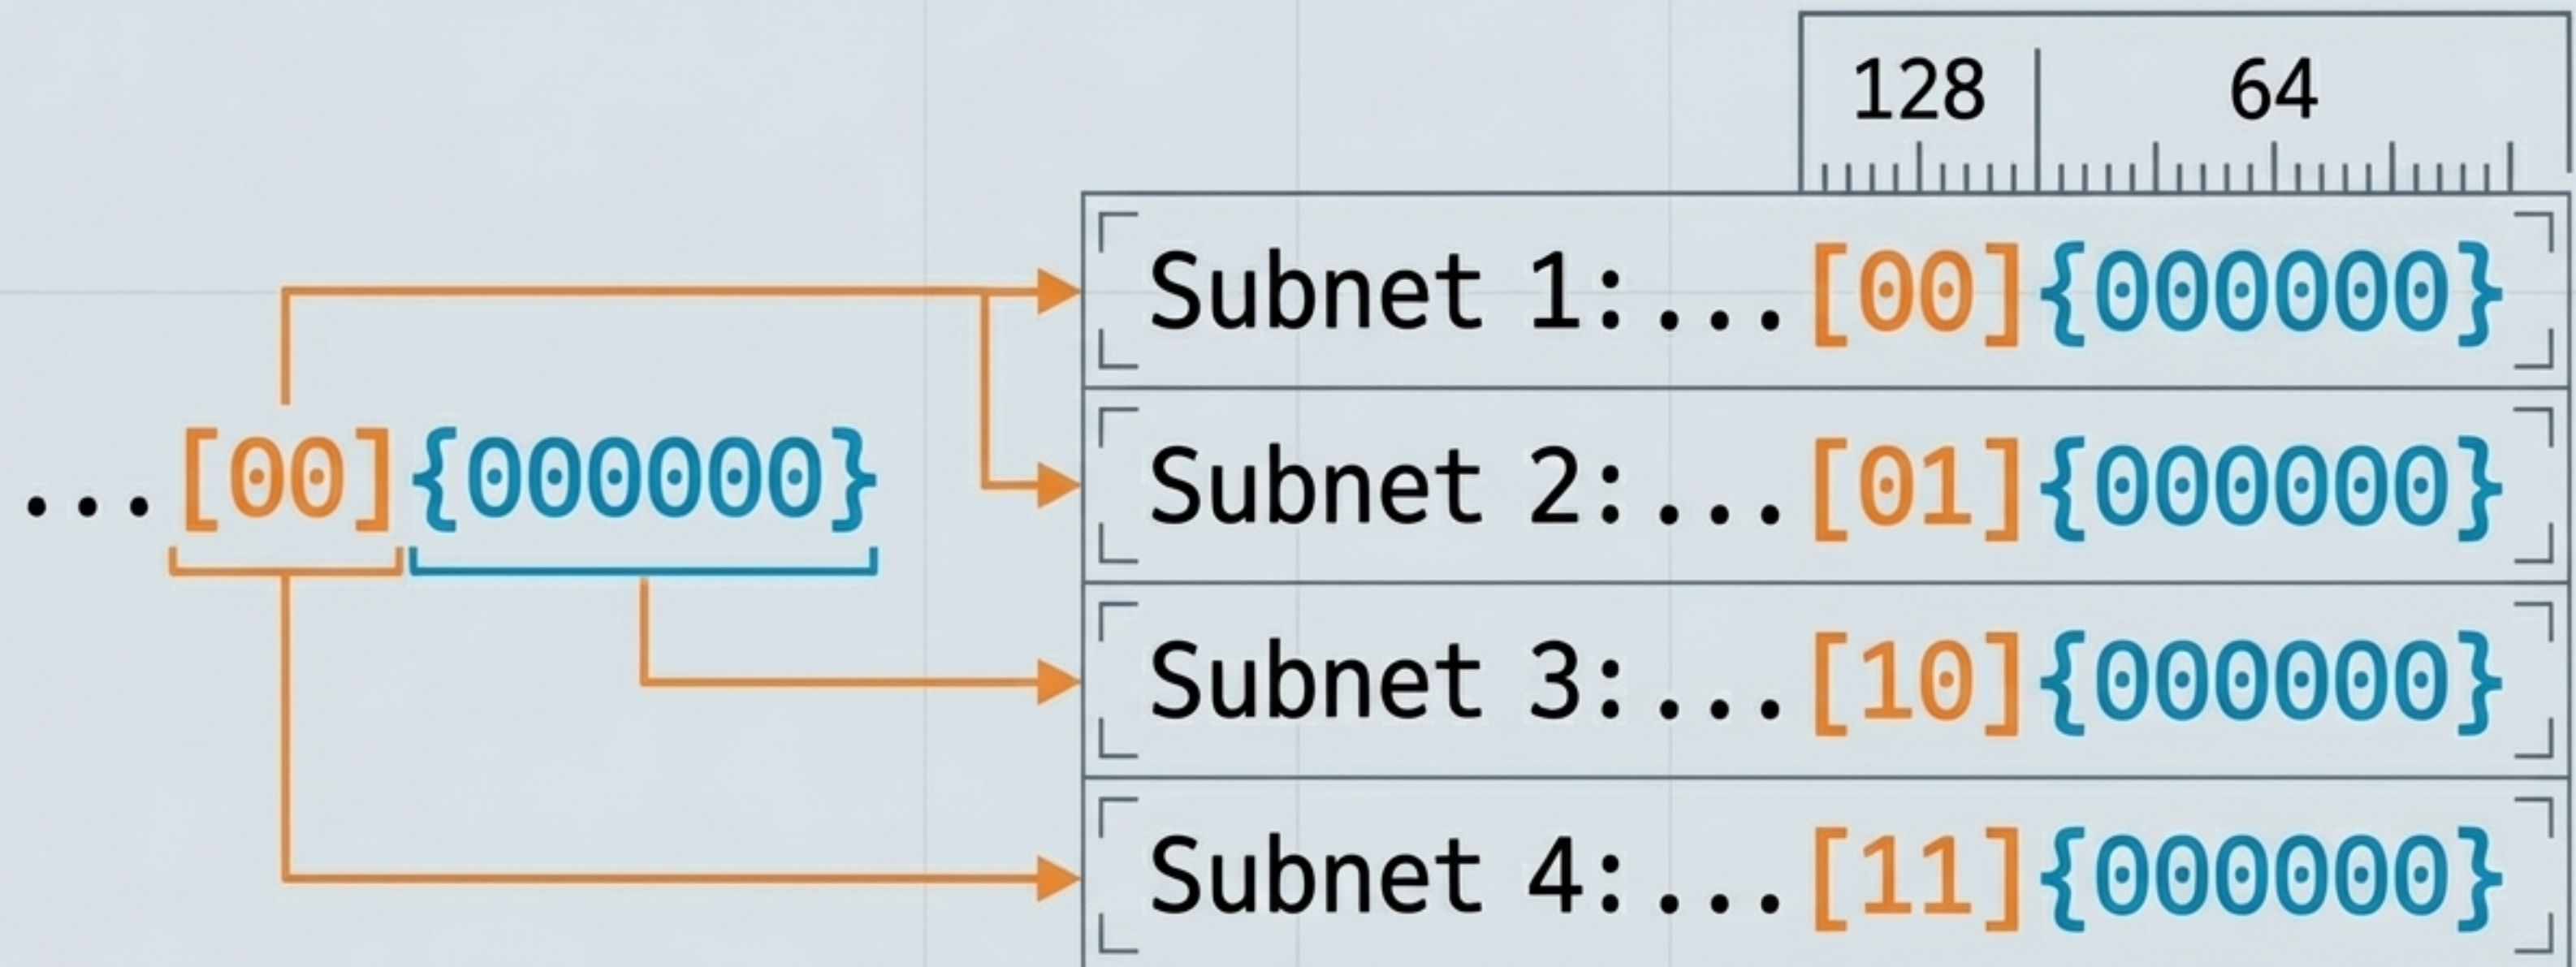 128 64
...[00]{000000}
Subnet 1:...[00]{000000}
Subnet 2:...[01]{000000}
Subnet 3:...[10]{000000}
Subnet 4:...[11]{000000}